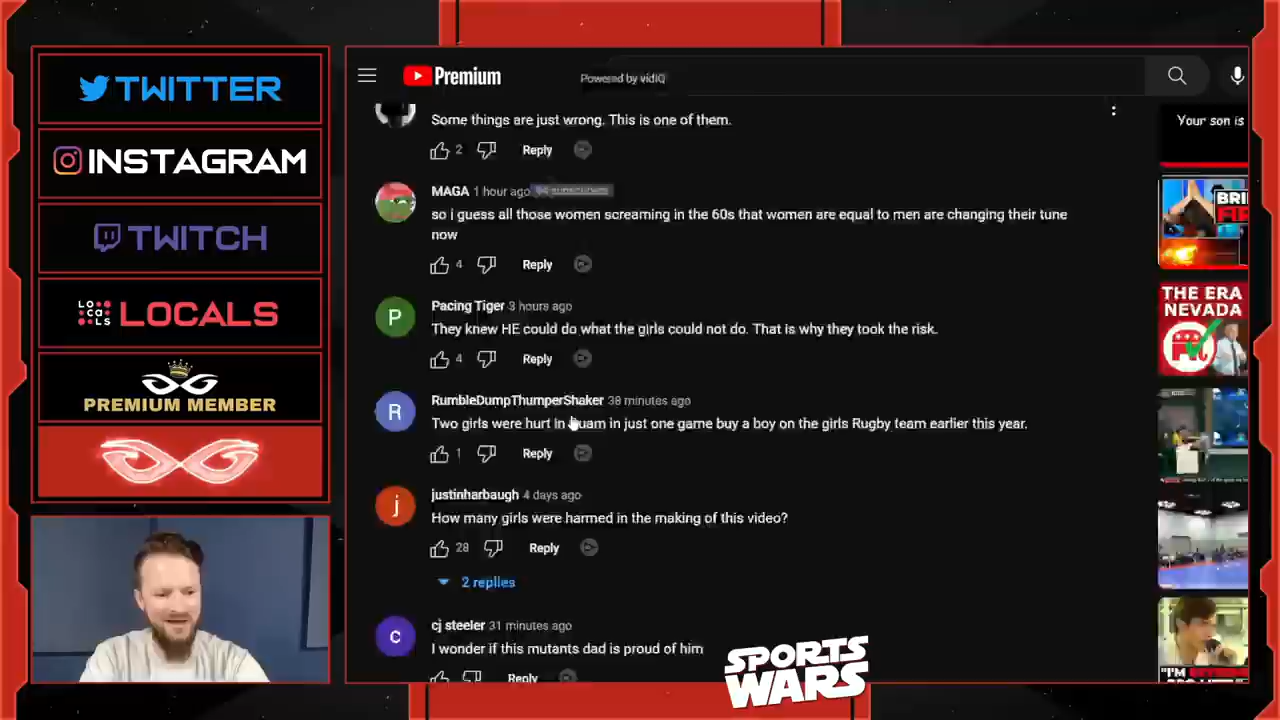 TWITTER
INSTAGRAM
TWITCH
LOCALS
LOCALS
PREMIUM MEMBER
Premium
Powered by vidIQ
Some things are just wrong. This is one of them.
2 Reply
MAGA 1 hour ago
so i guess all those women screaming in the 60s that women are equal to men are changing their tune
now
4 Reply
P
Pacing Tiger 3 hours ago
They knew HE could do what the girls could not do. That is why they took the risk.
4 Reply
R
RumbleDumpThumperShaker 38 minutes ago
Two girls were hurt in Guam in just one game buy a boy on the girls Rugby team earlier this year.
1 Reply
j
justinharbaugh 4 days ago
How many girls were harmed in the making of this video?
28 Reply
2 replies
c
cj steeler 31 minutes ago
I wonder if this mutants dad is proud of him
Reply
Your son is
BRI
FIR
THE ERA
NEVADA
"I'M
SPORTS
WARS